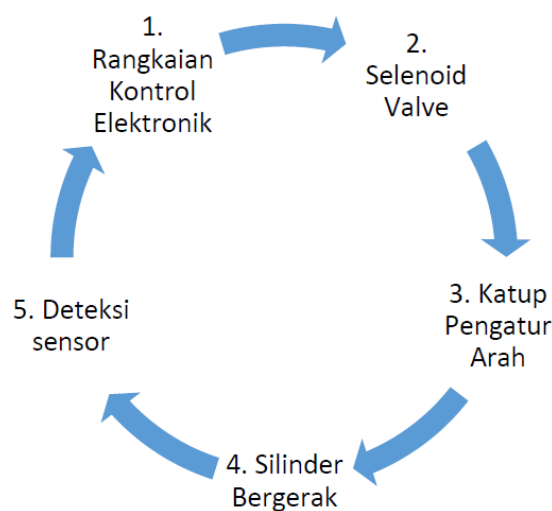 1.
Rangkaian
Kontrol
Elektronik
2.
Selenoid
Valve
3. Katup
Pengatur
Arah
4. Silinder
Bergerak
5. Deteksi
sensor